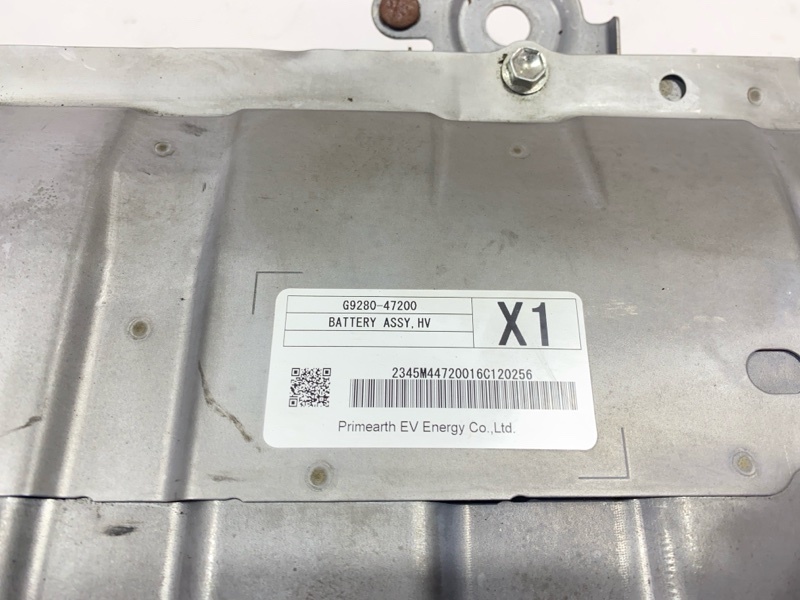 G9280-47200
BATTERY ASSY,HV
X1
2345M44720016C120256
Primearth EV Energy Co.,Ltd.